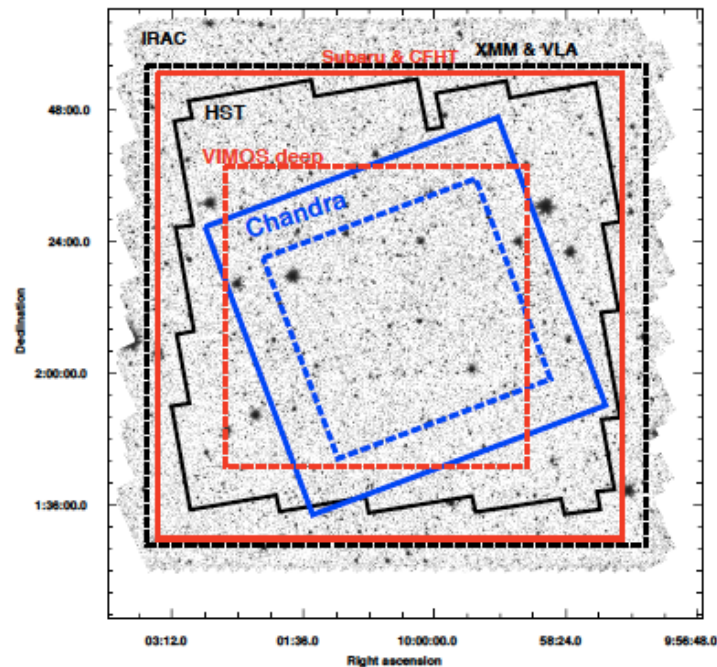 IRAC
Subaru & CFHT
XMM & VLA
HST
VIMOS deep
Chandra
48:00.0
24:00.0
2:00:00.0
1:36:00.0
Declination
03:12.0
01:36.0
10:00:00.0
58:24.0
9:56:48.0
Right ascension